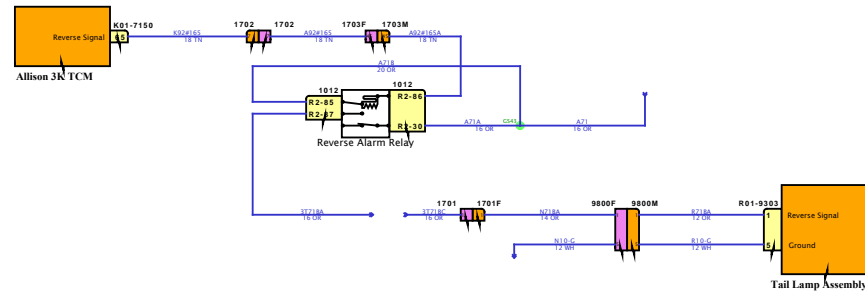 K01-7150
1702 1702
1703F 1703M
Reverse Signal
65
K92#165
18 TN
A92#165
18 TN
A92#165A
18 TN
Allison 3K TCM
A71B
20 OR
1012
1012
R2-85
R2-86
R2-87
R2-30
G543
A71A
16 OR
A71
16 OR
Reverse Alarm Relay
3T718A
16 OR
3T718C
16 OR
1701 1701F
N718A
14 OR
9800F 9800M
R718A
12 OR
R01-9303
1
Reverse Signal
N10-G
12 WH
R10-G
12 WH
5
Ground
Tail Lamp Assembly